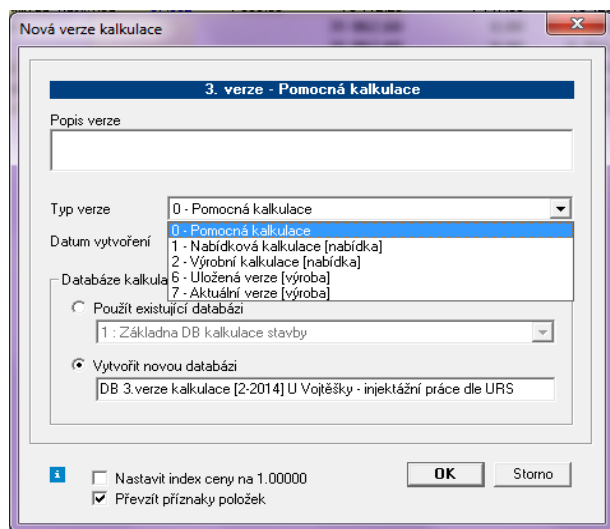 Nová verze kalkulace
3. verze - Pomocná kalkulace
Popis verze
Typ verze
0 - Pomocná kalkulace
0 - Pomocná kalkulace
1 - Nabídková kalkulace [nabídka]
2 - Výrobní kalkulace [nabídka]
6 - Uložená verze [výroba]
7 - Aktuální verze [výroba]
Datum vytvoření
Databáze kalkula
Použít existující databázi
1 : Základna DB kalkulace stavby
Vytvořit novou databázi
DB 3.verze kalkulace [2-2014] U Vojtěšky - injektážní práce dle URS
Nastavit index ceny na 1.00000
Převzít příznaky položek
OK
Storno